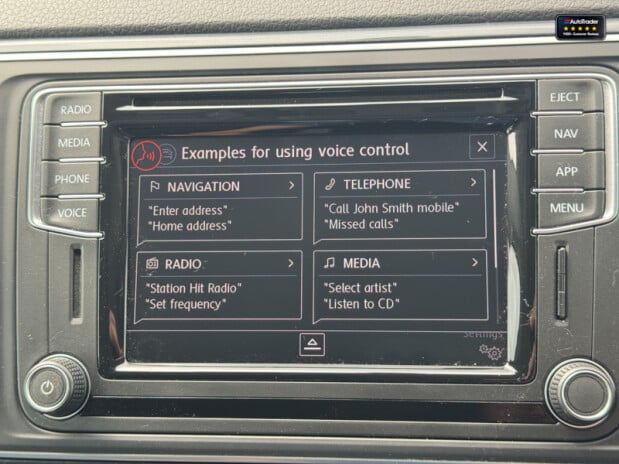 AutoTrader
RADIO
MEDIA
PHONE
VOICE
EJECT
NAV
APP
MENU
Examples for using voice control
NAVIGATION
"Enter address"
"Home address"
TELEPHONE
"Call John Smith mobile"
"Missed calls"
RADIO
"Station Hit Radio"
"Set frequency"
MEDIA
"Select artist"
"Listen to CD"
Settings